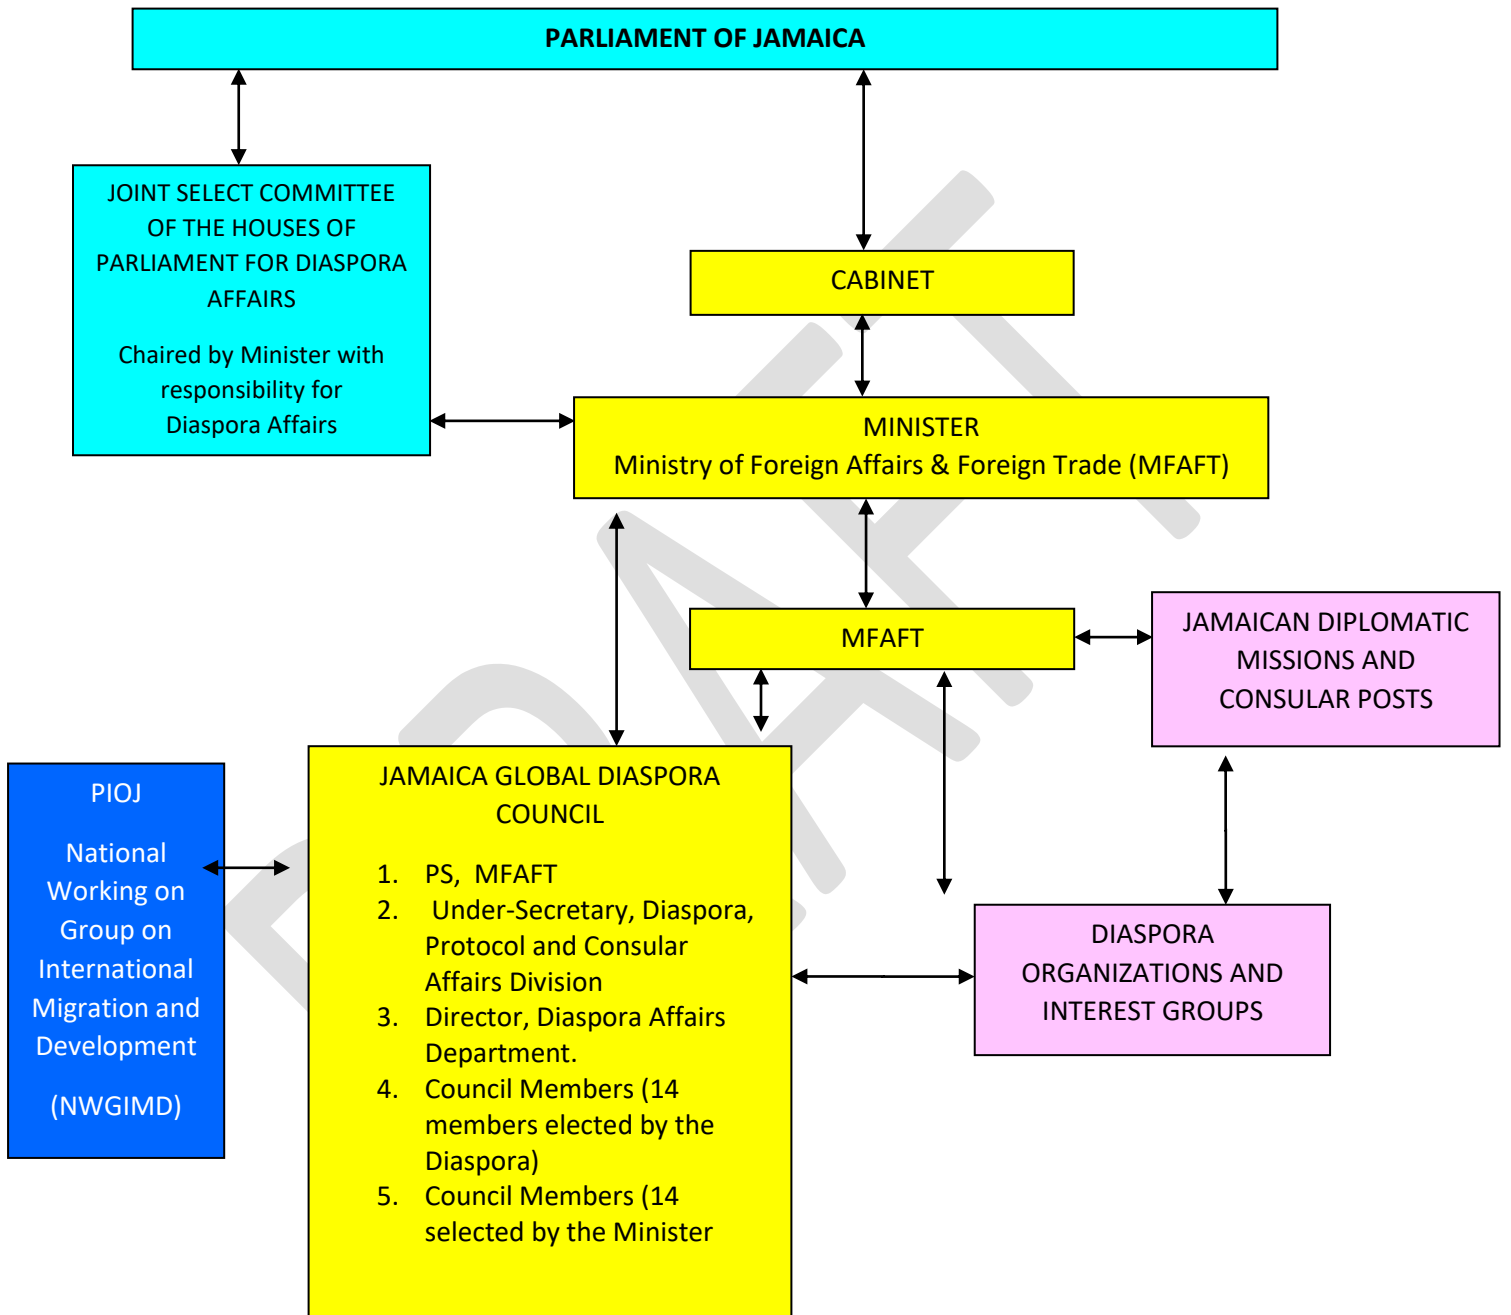 PARLIAMENT OF JAMAICA
JOINT SELECT COMMITTEE
OF THE HOUSES OF
PARLIAMENT FOR DIASPORA
AFFAIRS
Chaired by Minister with
responsibility for
Diaspora Affairs
CABINET
MINISTER
Ministry of Foreign Affairs & Foreign Trade (MFAFT)
MFAFT
JAMAICAN DIPLOMATIC
MISSIONS AND
CONSULAR POSTS
PIOJ
National
Working on
Group on
International
Migration and
Development
(NWGIMD)
JAMAICA GLOBAL DIASPORA
COUNCIL
1. PS, MFAFT
2. Under-Secretary, Diaspora,
Protocol and Consular
Affairs Division
3. Director, Diaspora Affairs
Department.
4. Council Members (14
members elected by the
Diaspora)
5. Council Members (14
selected by the Minister
DIASPORA
ORGANIZATIONS AND
INTEREST GROUPS
DRAFT